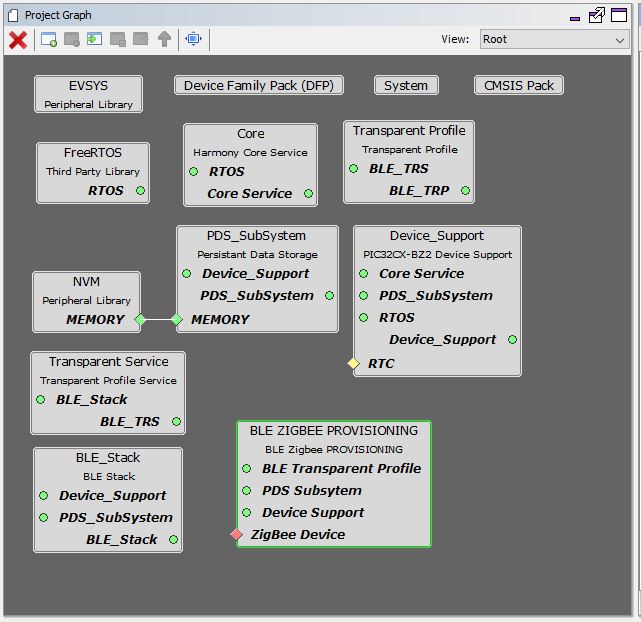 Project Graph
View: Root
EVSYS
Peripheral Library
Device Family Pack (DFP)
System
CMSIS Pack
FreeRTOS
Third Party Library
RTOS
Core
Harmony Core Service
RTOS
Core Service
Transparent Profile
Transparent Profile
BLE_TRS
BLE_TRP
NVM
Peripheral Library
MEMORY
PDS_SubSystem
Persistant Data Storage
Device_Support
PDS_SubSystem
MEMORY
Device_Support
PIC32CX-BZ2 Device Support
Core Service
PDS_SubSystem
RTOS
Device_Support
RTC
Transparent Service
Transparent Profile Service
BLE_Stack
BLE_TRS
BLE_Stack
BLE Stack
Device_Support
PDS_SubSystem
BLE_Stack
BLE ZIGBEE PROVISIONING
BLE Zigbee PROVISIONING
BLE Transparent Profile
PDS Subsytem
Device Support
ZigBee Device